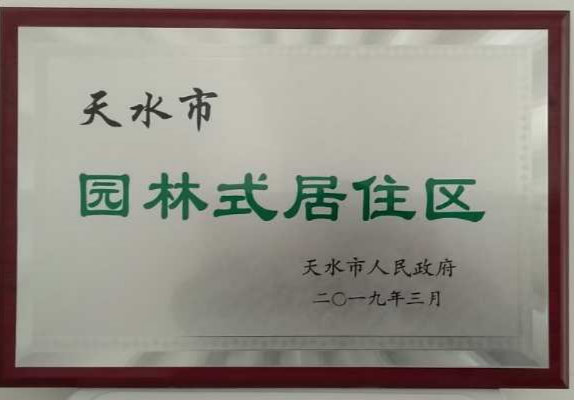 天水市
园林式居住区
天水市人民政府
二〇一九年三月